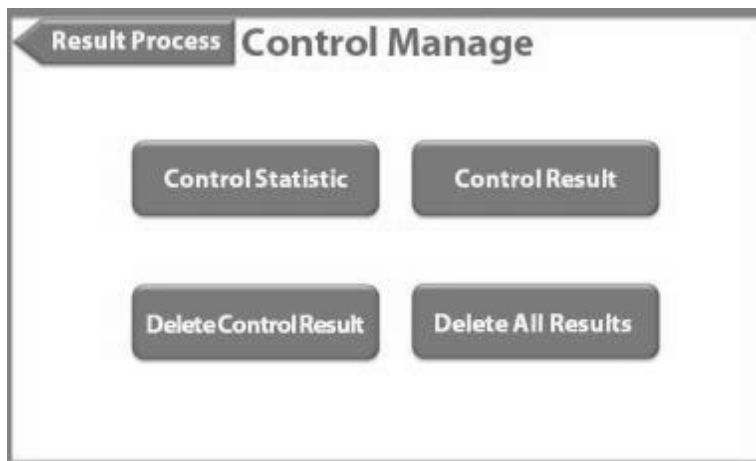 Result Process
Control Manage
Control Statistic
Control Result
Delete Control Result
Delete All Results